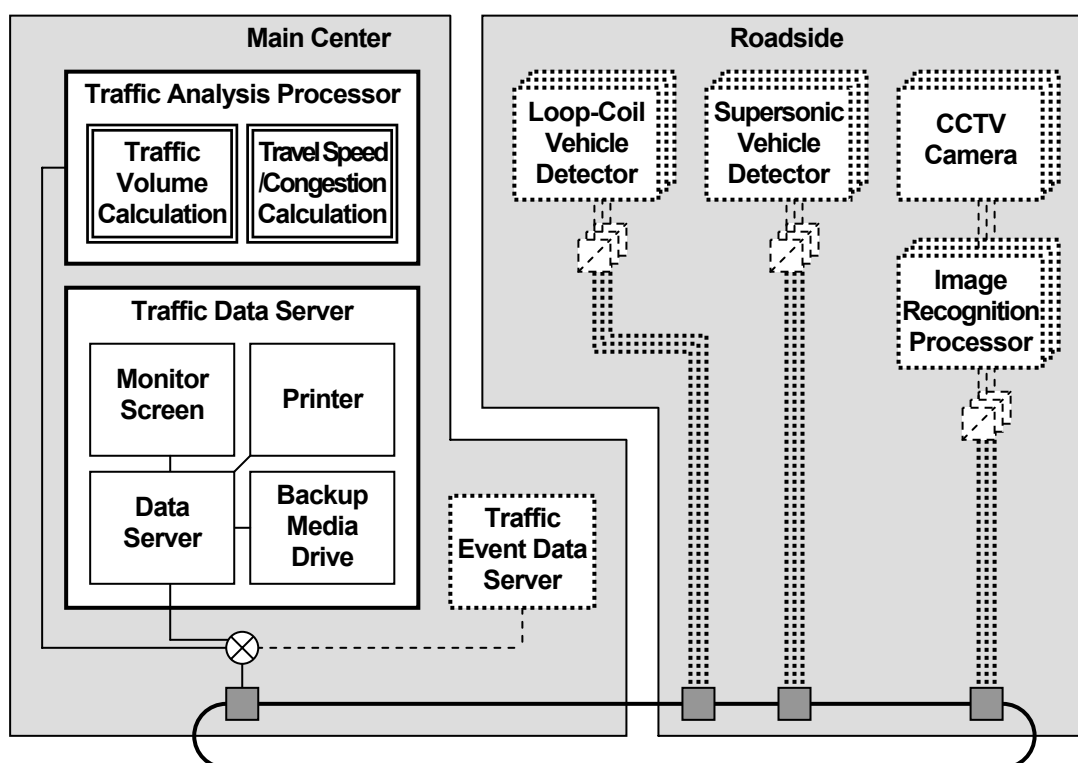 Main Center
Traffic Analysis Processor
Traffic
Volume
Calculation
Travel Speed
/Congestion
Calculation
Traffic Data Server
Monitor
Screen
Printer
Data
Server
Backup
Media
Drive
Traffic
Event Data
Server
Roadside
Loop-Coil
Vehicle
Detector
Supersonic
Vehicle
Detector
CCTV
Camera
Image
Recognition
Processor